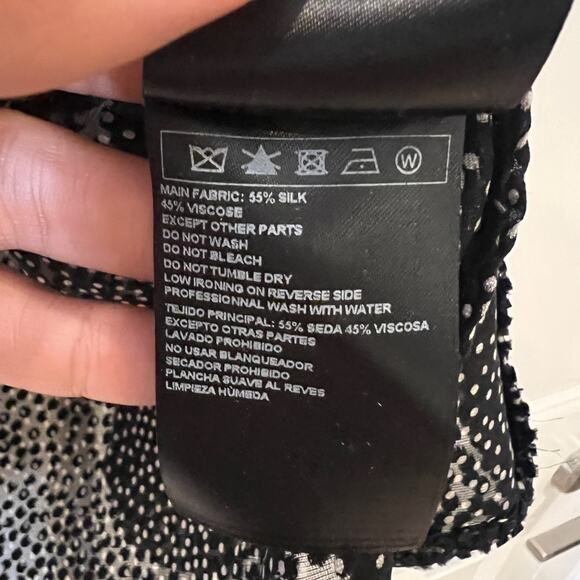 W
MAIN FABRIC: 55% SILK
45% VISCOSE
EXCEPT OTHER PARTS
DO NOT WASH
DO NOT BLEACH
DO NOT TUMBLE DRY
LOW IRONING ON REVERSE SIDE
PROFESSIONNAL WASH WITH WATER
TEJIDO PRINCIPAL: 55% SEDA 45% VISCOSA
EXCEPTO OTRAS PARTES
LAVADO PROHIBIDO
NO USAR BLANQUEADOR
SECADOR PROHIBIDO
PLANCHA SUAVE AL REVES
LIMPIEZA HÙMEDA